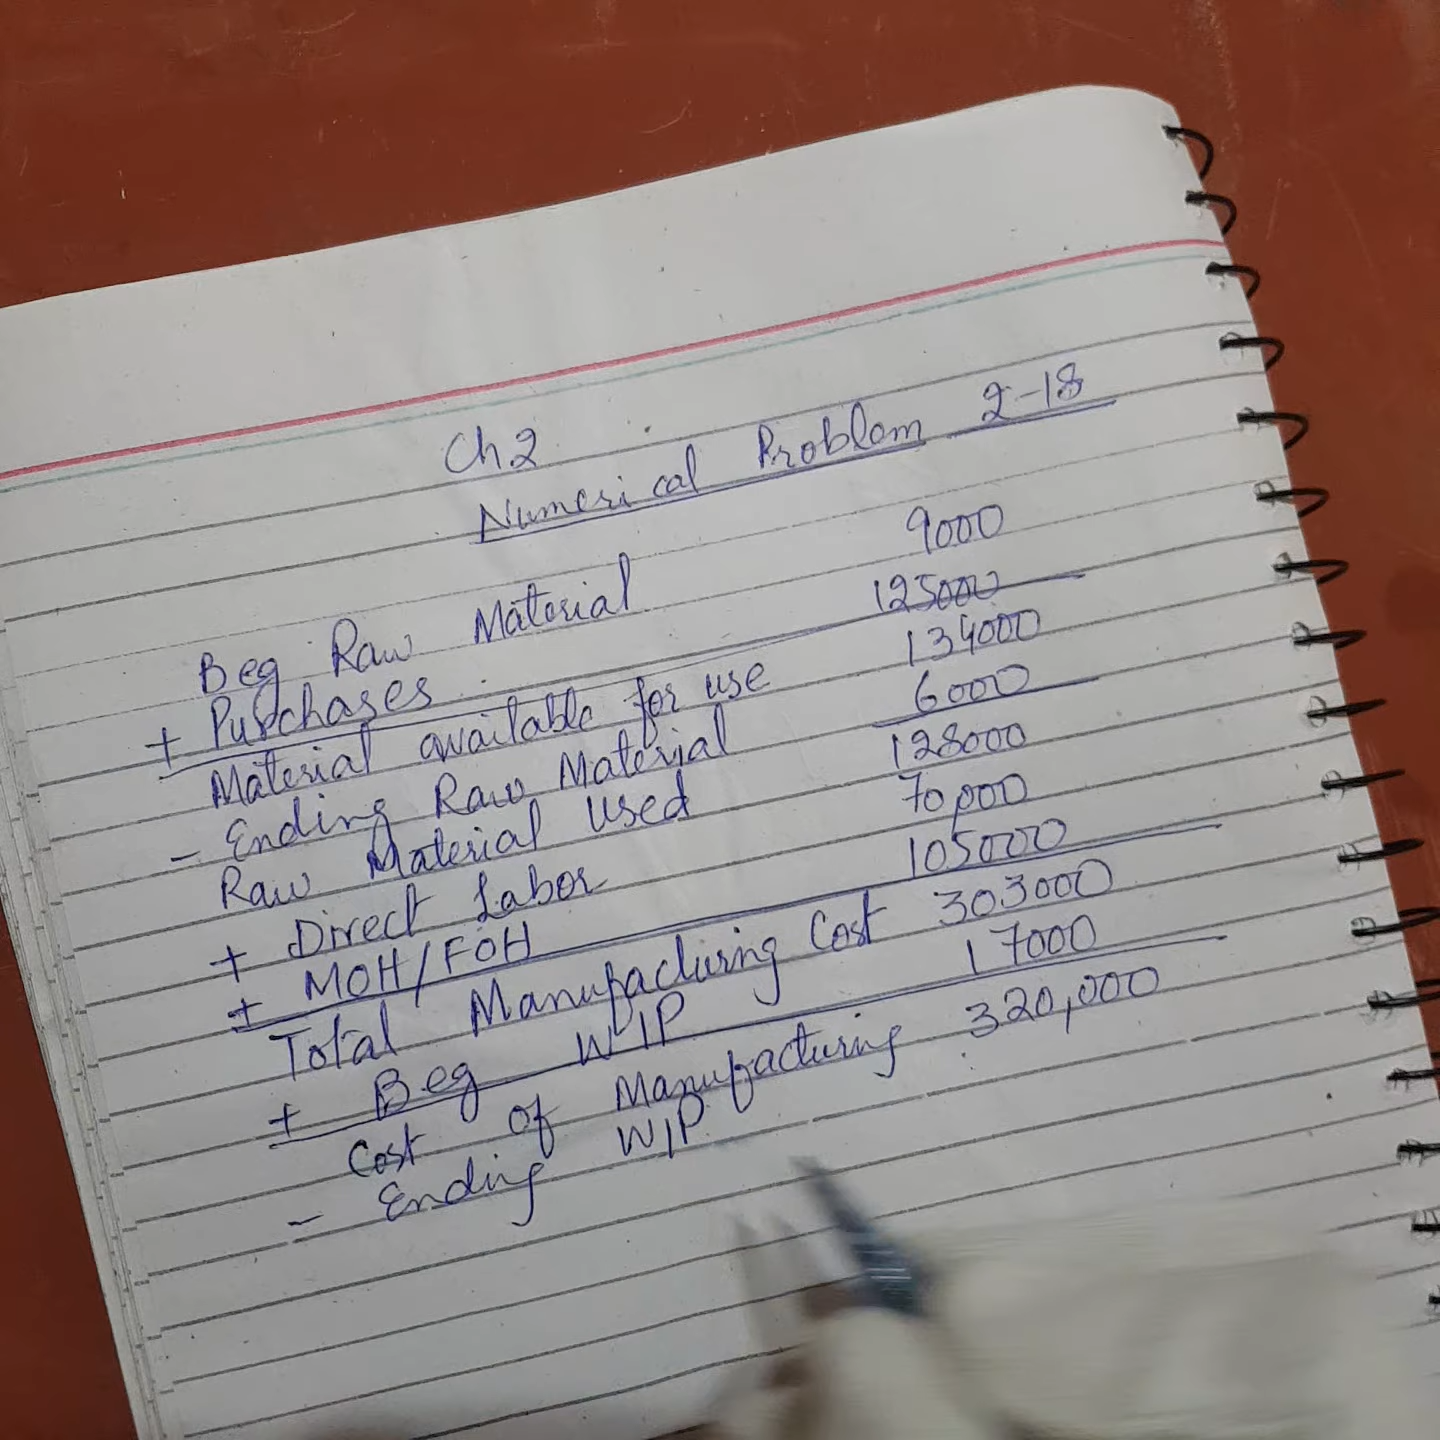 Ch2
Numerical Problem 2-18
Beg Raw Material 9000
+ Purchases 125000
Material available for use 134000
- Ending Raw Material 6000
Raw Material Used 128000
+ Direct Labor 70,000
+ MOH/FOH 105000
Total Manufacturing Cost 303000
+ Beg WIP 17000
Cost of Manufacturing 320,000
- Ending WIP